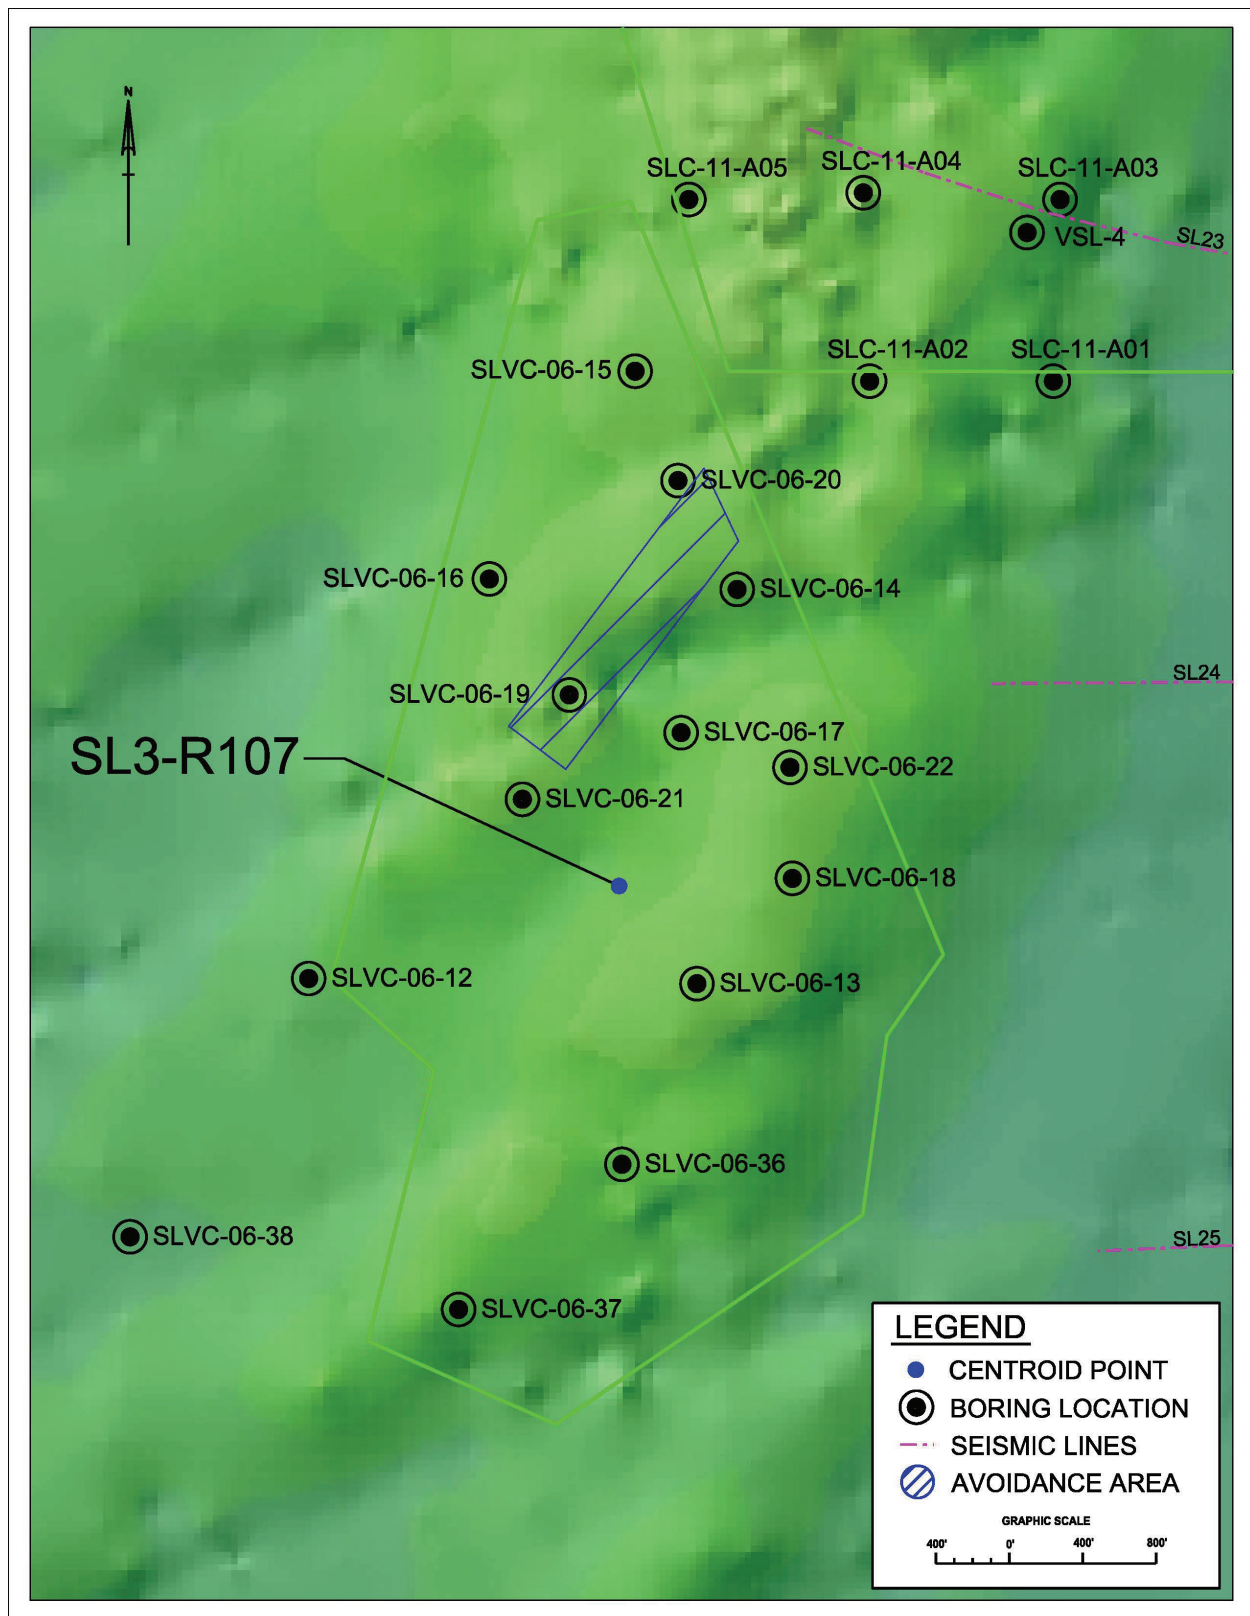 N
SLC-11-A05
SLC-11-A04
SLC-11-A03
VSL-4
SL23
SLVC-06-15
SLC-11-A02
SLC-11-A01
SLVC-06-20
SLVC-06-16
SLVC-06-14
SL24
SLVC-06-19
SLVC-06-17
SL3-R107
SLVC-06-22
SLVC-06-21
SLVC-06-18
SLVC-06-12
SLVC-06-13
SLVC-06-36
SLVC-06-38
SL25
SLVC-06-37
LEGEND
CENTROID POINT
BORING LOCATION
SEISMIC LINES
AVOIDANCE AREA
GRAPHIC SCALE
400' 0' 400' 800'